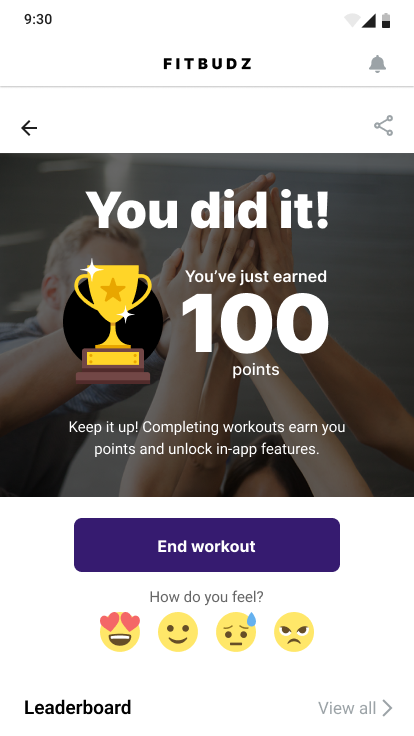 9:30
FITBUDZ
You did it!
You've just earned
100
points
Keep it up! Completing workouts earn you
points and unlock in-app features.
End workout
How do you feel?
Leaderboard
View all